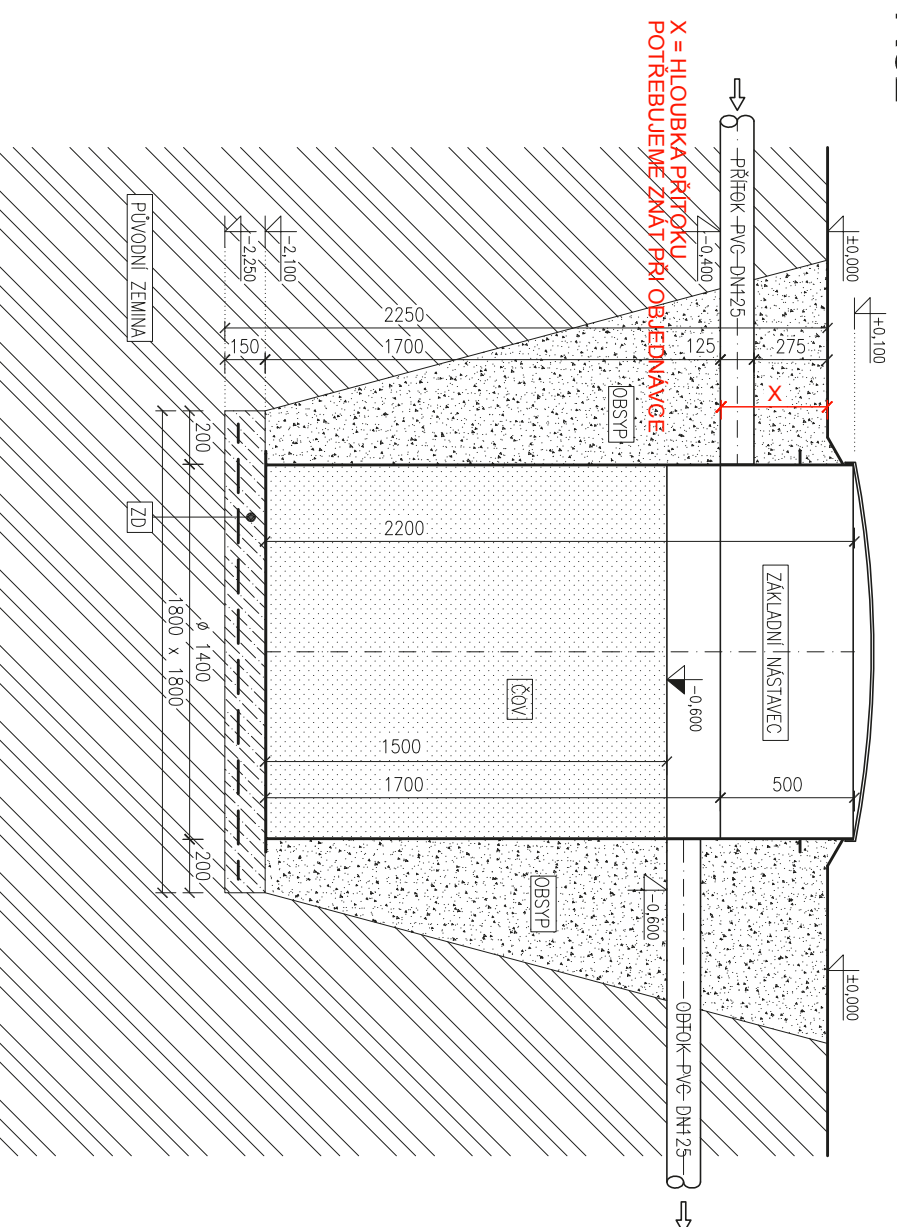 X = HLOUBKA PŘÍTOKU
POTŘEBUJEME ZNÁT PŘI OBJEDNÁVCE
PŘÍTOK PVC DN125
±0,000
+0,100
-0,400
-2,100
-2,250
PŮVODNÍ ZEMINA
2250
150
1700
125
275
X
OBSYP
200
ZD
2200
ZÁKLADNÍ NÁSTAVEC
ø 1400
1800 x 1800
ČOV
-0,600
1500
1700
500
200
OBSYP
-0,600
±0,000
ODTOK PVC DN125